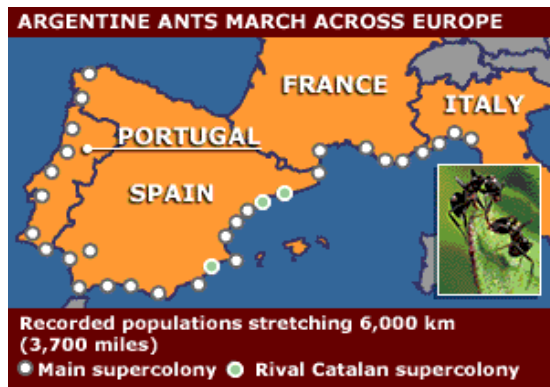 ARGENTINE ANTS MARCH ACROSS EUROPE
FRANCE
ITALY
PORTUGAL
SPAIN
Recorded populations stretching 6,000 km
(3,700 miles)
Main supercolony Rival Catalan supercolony